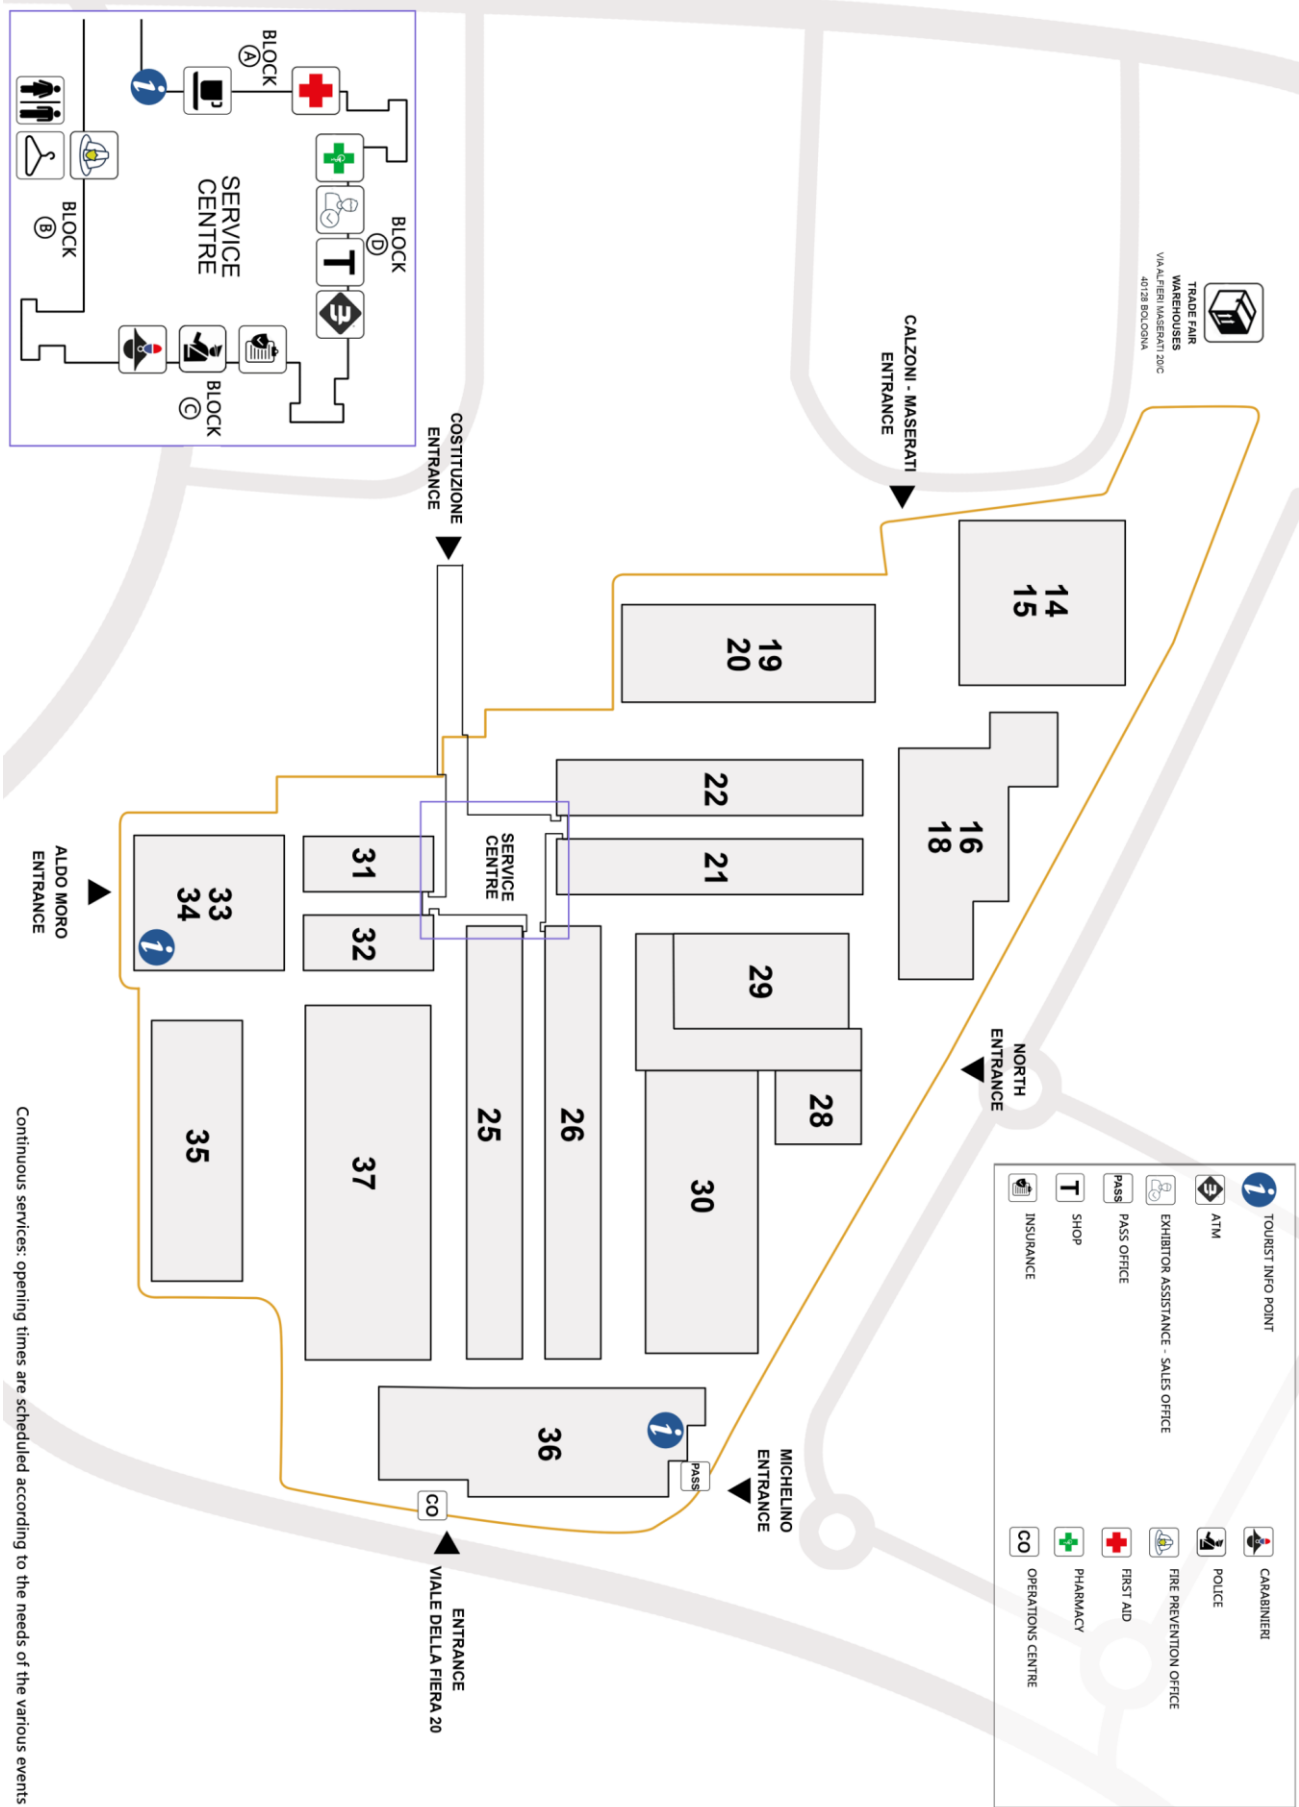 TRADE FAIR
WAREHOUSES
VIA ALFIERI MASERATI 20/C
40128 BOLOGNA
CALZONI - MASERATI
ENTRANCE
COSTITUZIONE
ENTRANCE
NORTH
ENTRANCE
MICHELINO
ENTRANCE
ALDO MORO
ENTRANCE
ENTRANCE
VIALE DELLA FIERA 20
14
15
19
20
16
18
22
21
29
28
30
26
25
SERVICE
CENTRE
31
32
33
34
i
37
35
36
i
PASS
CO
BLOCK
A
i
BLOCK
D
T
SERVICE
CENTRE
BLOCK
B
BLOCK
C
i TOURIST INFO POINT
ATM
EXHIBITOR ASSISTANCE - SALES OFFICE
PASS PASS OFFICE
T SHOP
INSURANCE
CARABINIERI
POLICE
FIRE PREVENTION OFFICE
FIRST AID
PHARMACY
CO OPERATIONS CENTRE
Continuous services: opening times are scheduled according to the needs of the various events